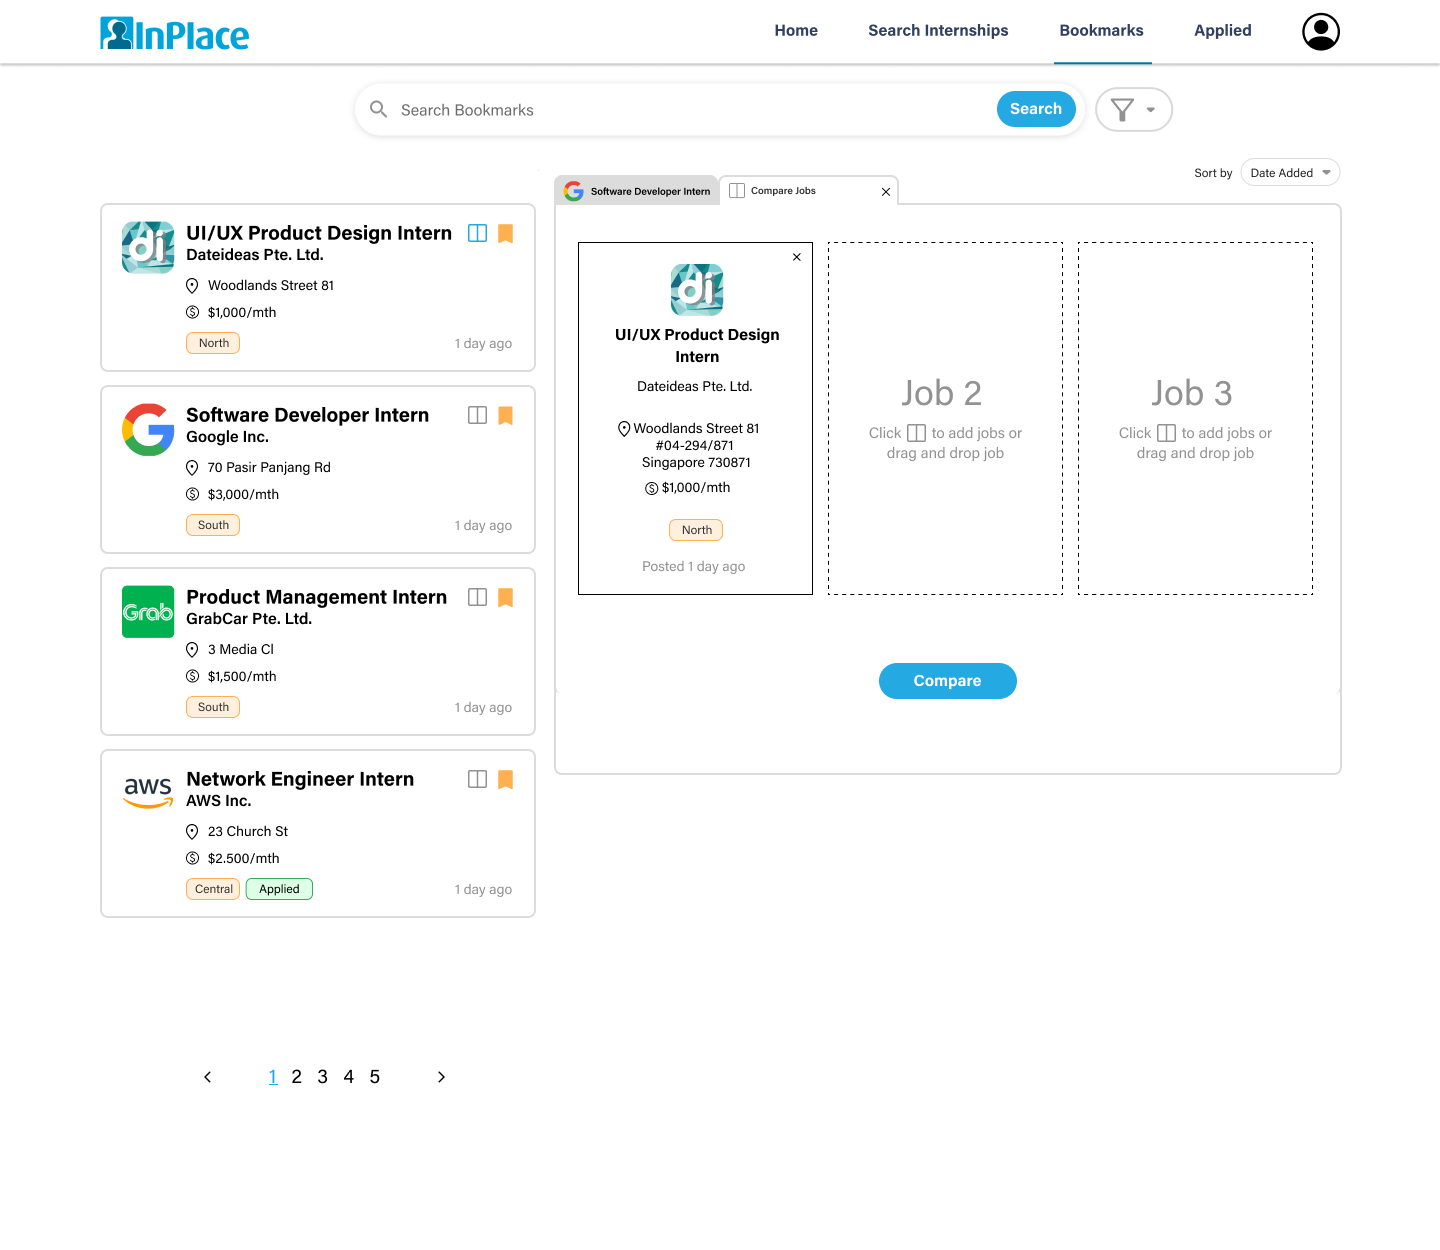 InPlace
Home
Search Internships
Bookmarks
Applied
Search Bookmarks
Search
Sort by
Date Added
Software Developer Intern
Compare Jobs
di
UI/UX Product Design Intern
Dateideas Pte. Ltd.
Woodlands Street 81
$1,000/mth
North
1 day ago
Software Developer Intern
Google Inc.
70 Pasir Panjang Rd
$3,000/mth
South
1 day ago
Grab
Product Management Intern
GrabCar Pte. Ltd.
3 Media Cl
$1,500/mth
South
1 day ago
aws
Network Engineer Intern
AWS Inc.
23 Church St
$2.500/mth
Central
Applied
1 day ago
di
UI/UX Product Design
Intern
Dateideas Pte. Ltd.
Woodlands Street 81
#04-294/871
Singapore 730871
$1,000/mth
North
Posted 1 day ago
Job 2
Click to add jobs or
drag and drop job
Job 3
Click to add jobs or
drag and drop job
Compare
1 2 3 4 5